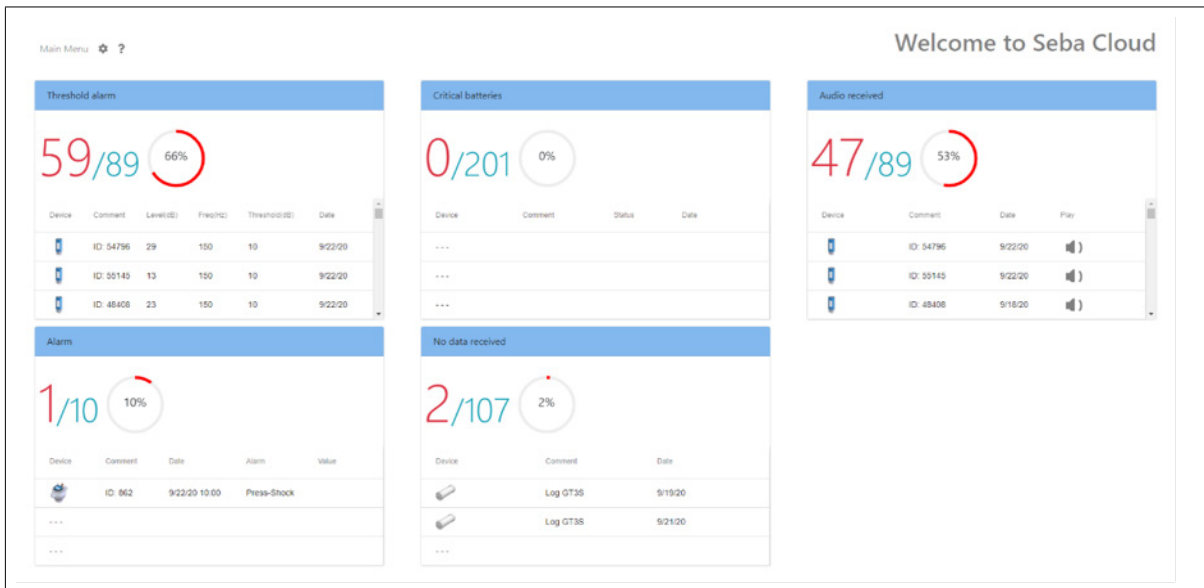 Main Menu ?
Welcome to Seba Cloud
Threshold alarm
59/89 66%
Device Comment Level(dB) Freq(Hz) Threshold(dB) Date
ID: 54796 29 150 10 9/22/20
ID: 55145 13 150 10 9/22/20
ID: 48408 23 150 10 9/22/20
Critical batteries
0/201 0%
Device Comment Status Date
---
---
---
Audio received
47/89 53%
Device Comment Date Play
ID: 54796 9/22/20
ID: 55145 9/22/20
ID: 48408 9/18/20
Alarm
1/10 10%
Device Comment Date Alarm Value
ID: 862 9/22/20 10:00 Press-Shock
---
---
No data received
2/107 2%
Device Comment Date
Log GT3S 9/19/20
Log GT3S 9/21/20
---